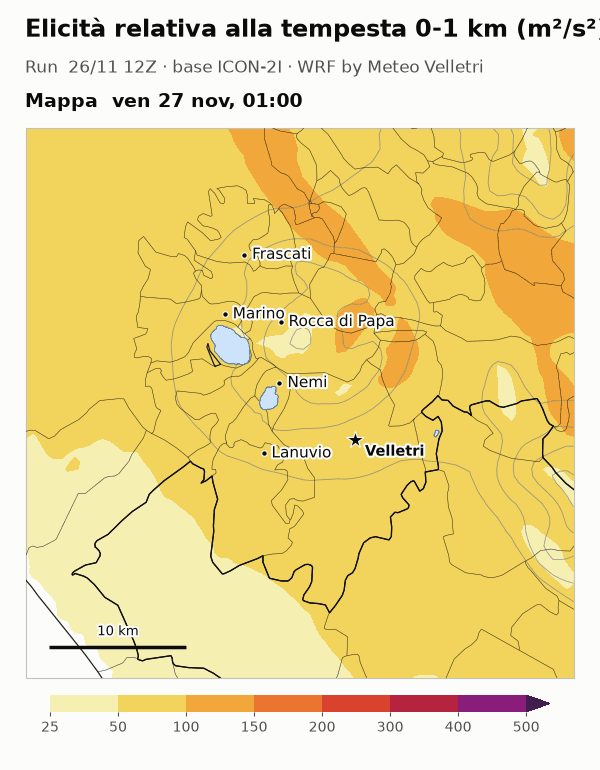 Elicità relativa alla tempesta 0-1 km (m²/s²)
Run  26/11 12Z · base ICON-2I · WRF by Meteo Velletri
Mappa  ven 27 nov, 01:00
Frascati
Marino
Rocca di Papa
Nemi
Lanuvio
Velletri
10 km
25 50 100 150 200 300 400 500